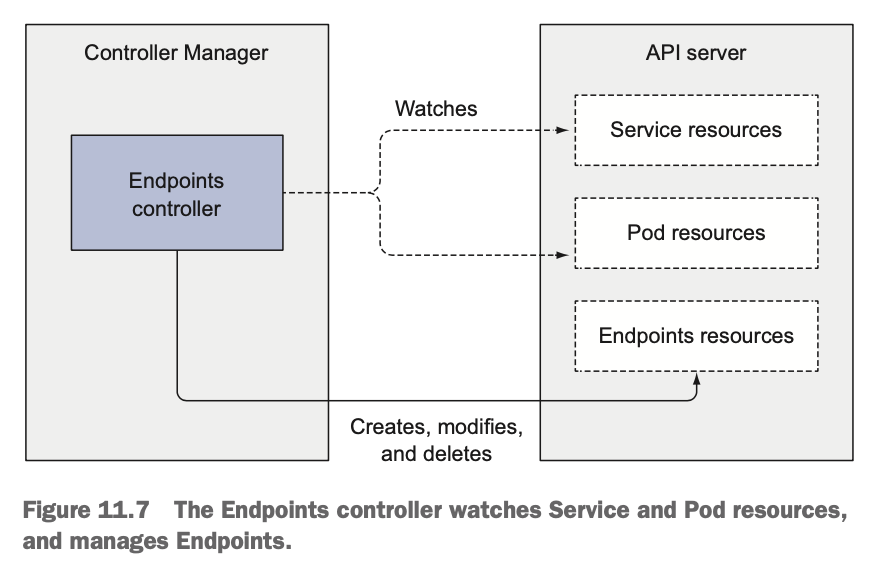 Controller Manager
API server
Watches
Service resources
Endpoints
controller
Pod resources
Endpoints resources
Creates, modifies,
and deletes
Figure 11.7 The Endpoints controller watches Service and Pod resources,
and manages Endpoints.